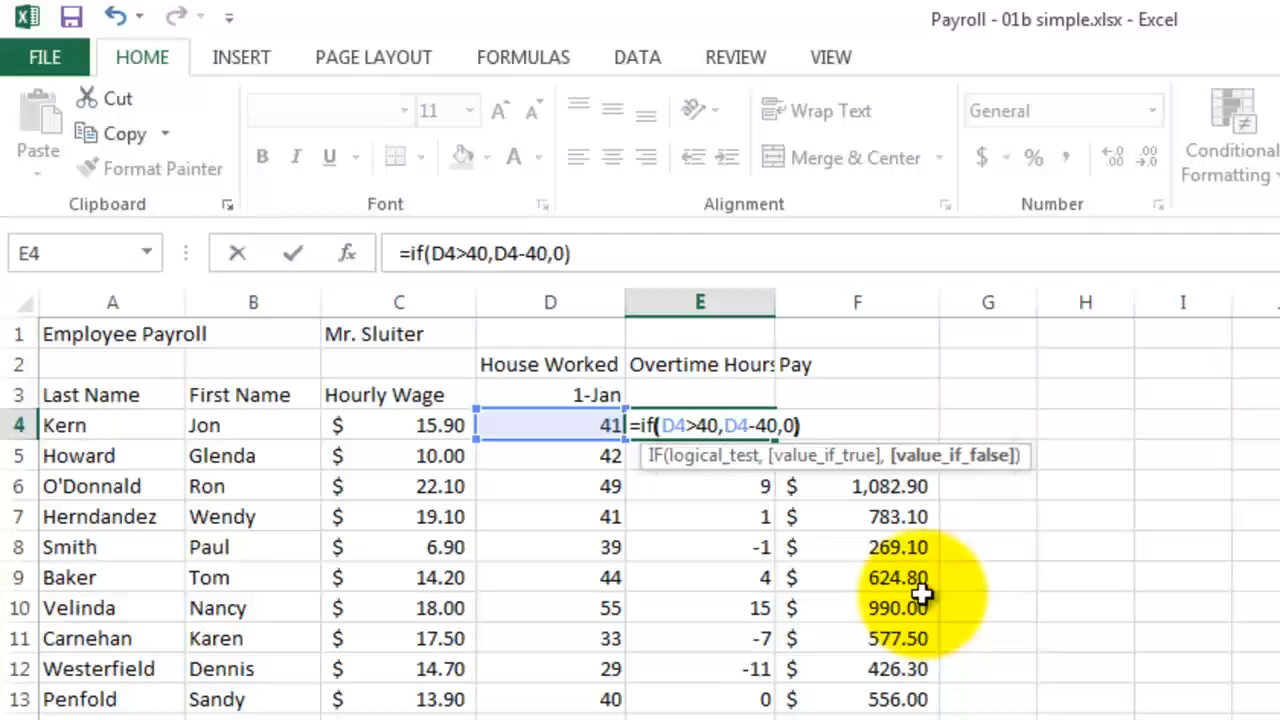 Payroll - 01b simple.xlsx - Excel
FILE HOME INSERT PAGE LAYOUT FORMULAS DATA REVIEW VIEW
Paste
Cut
Copy
Format Painter
Clipboard
11
A A
B I U A
Font
Wrap Text
Merge & Center
Alignment
General
$ % ,
Number
Conditional
Formatting
E4 fx =if(D4>40,D4-40,0)
A B C D E F G H I
1 Employee Payroll Mr. Sluiter
2 House Worked Overtime Hours Pay
3 Last Name First Name Hourly Wage 1-Jan
4 Kern Jon $ 15.90 41 =if(D4>40,D4-40,0)
IF(logical_test, [value_if_true], [value_if_false])
5 Howard Glenda $ 10.00 42
6 O'Donnald Ron $ 22.10 49 9 $ 1,082.90
7 Herndandez Wendy $ 19.10 41 1 $ 783.10
8 Smith Paul $ 6.90 39 -1 $ 269.10
9 Baker Tom $ 14.20 44 4 $ 624.80
10 Velinda Nancy $ 18.00 55 15 $ 990.00
11 Carnehan Karen $ 17.50 33 -7 $ 577.50
12 Westerfield Dennis $ 14.70 29 -11 $ 426.30
13 Penfold Sandy $ 13.90 40 0 $ 556.00